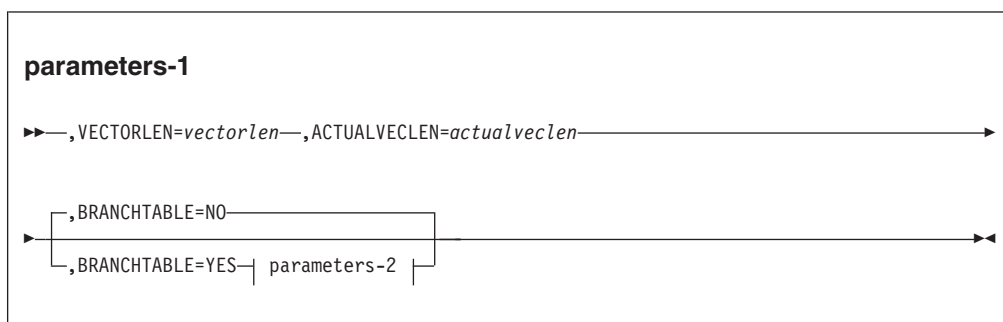 parameters-1
,VECTORLEN=vectorlen ,ACTUALVECLEN=actualveclen
,BRANCHTABLE=NO
,BRANCHTABLE=YES parameters-2